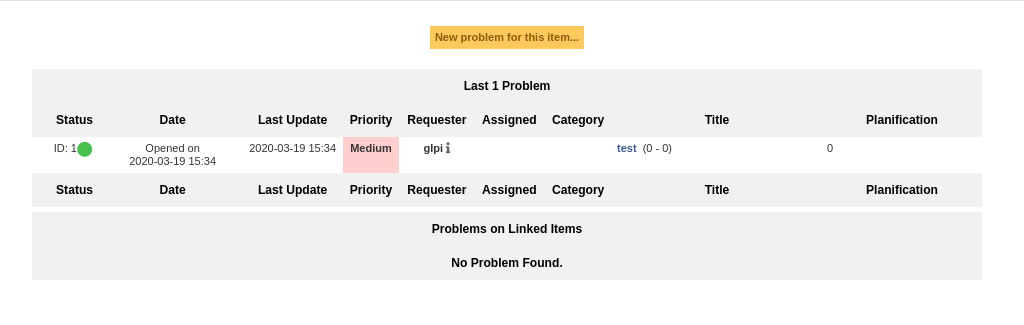 New problem for this item...
Last 1 Problem
Status Date Last Update Priority Requester Assigned Category Title Planification
ID: 1 Opened on 2020-03-19 15:34 2020-03-19 15:34 Medium glpi test (0 - 0) 0
Status Date Last Update Priority Requester Assigned Category Title Planification
Problems on Linked Items
No Problem Found.